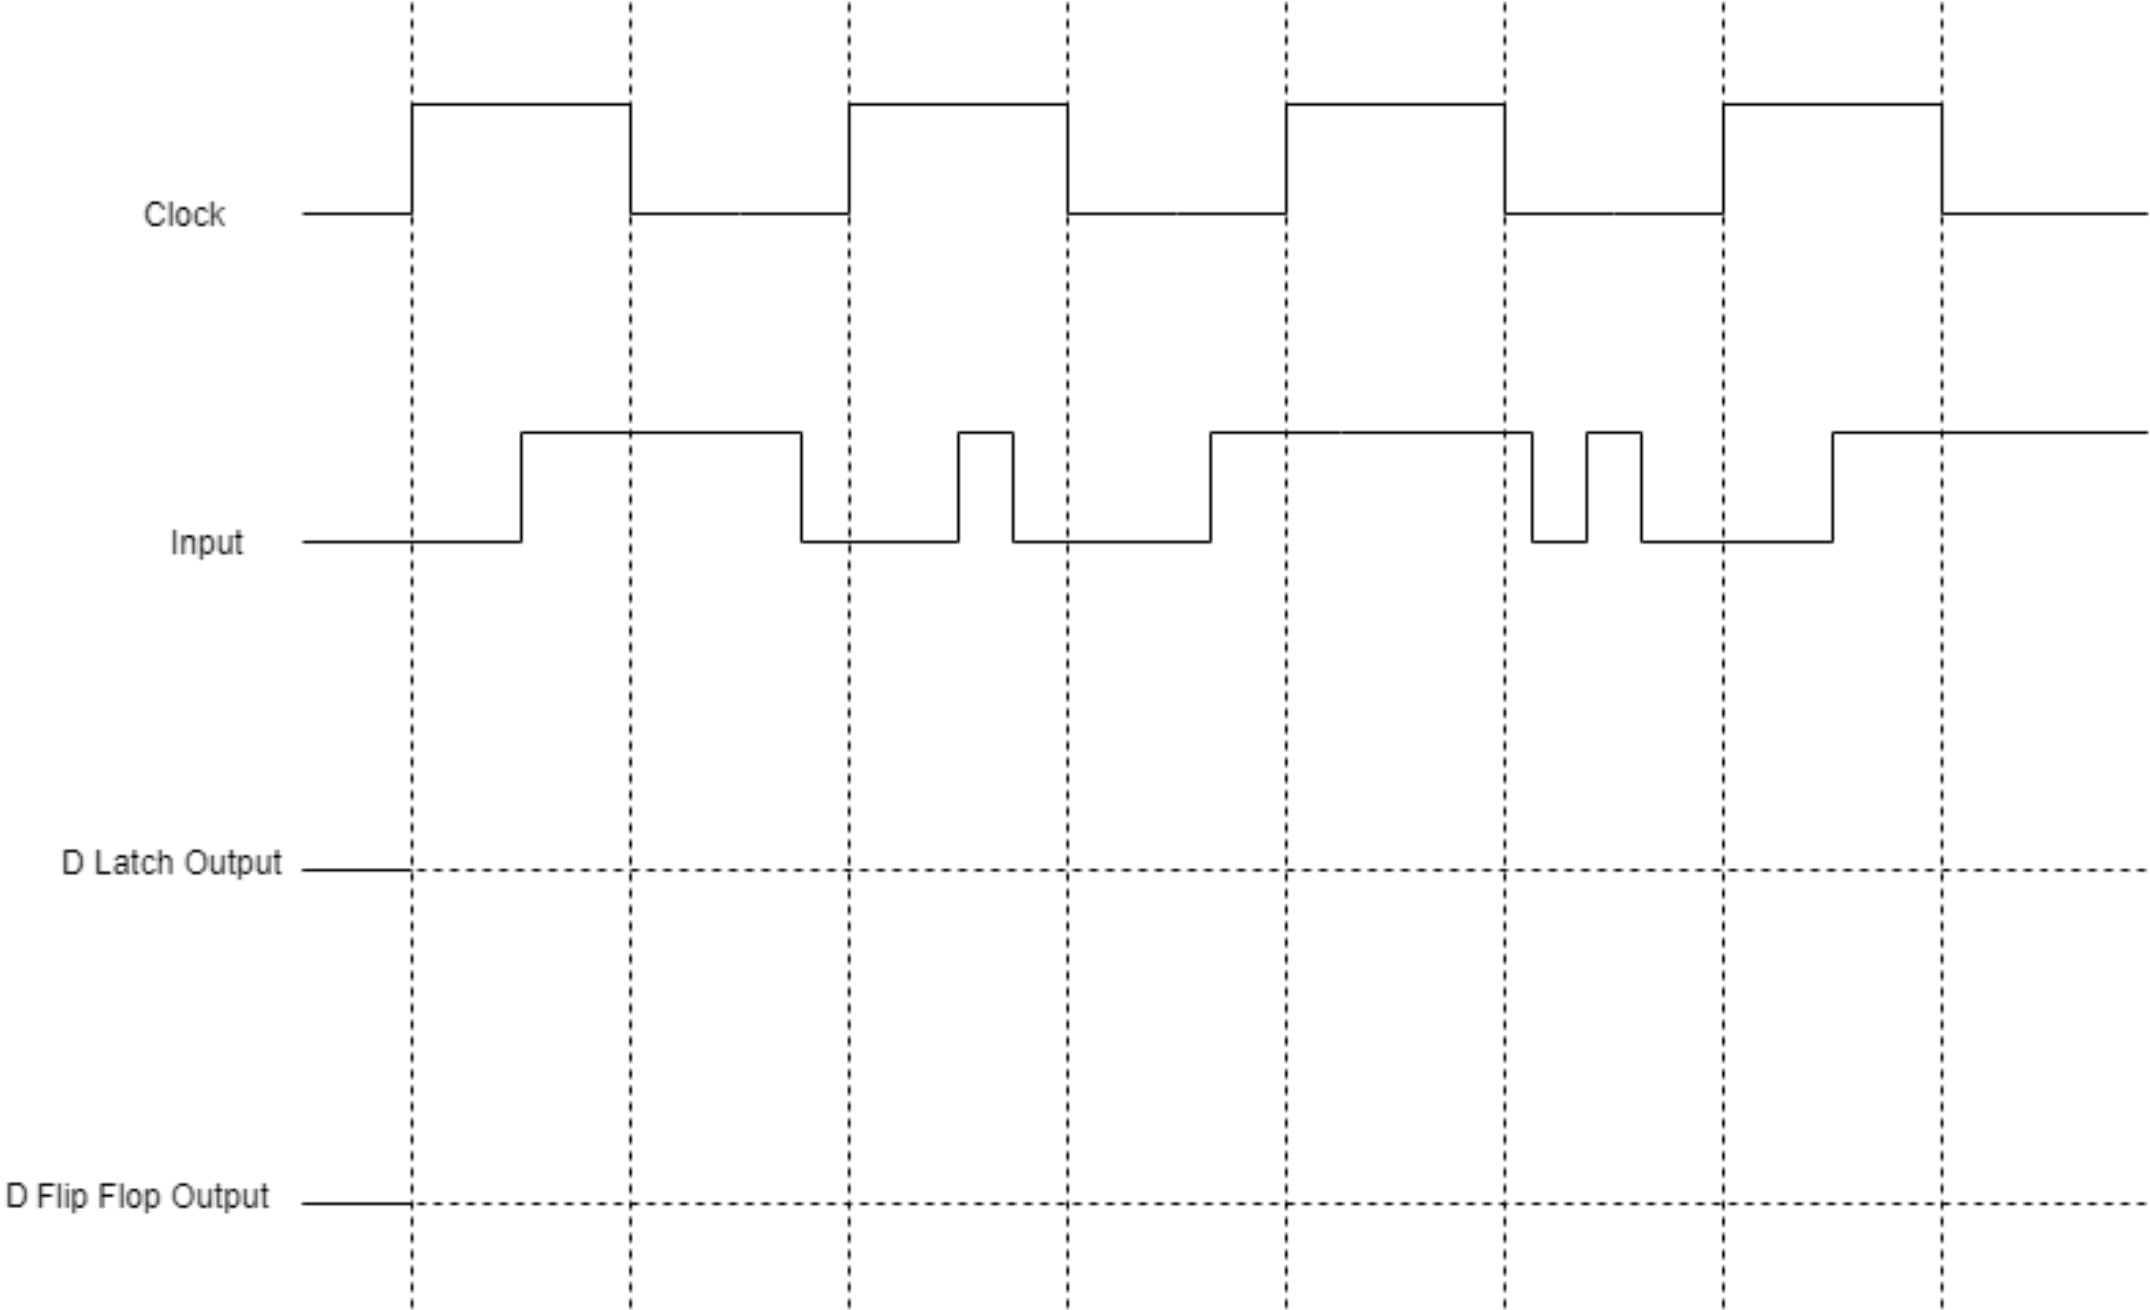 Clock
Input
D Latch Output
D Flip Flop Output